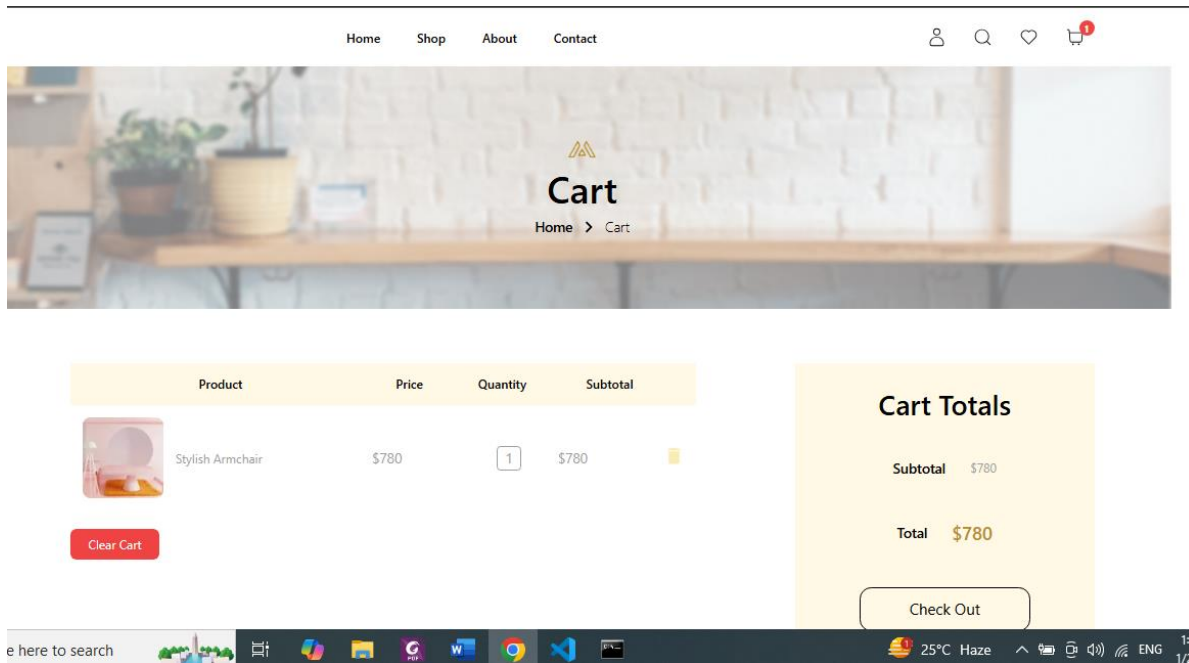 Home Shop About Contact
1
Cart
Home > Cart
Product Price Quantity Subtotal
Stylish Armchair $780 1 $780
Clear Cart
Cart Totals
Subtotal $780
Total $780
Check Out
e here to search
25°C Haze
ENG